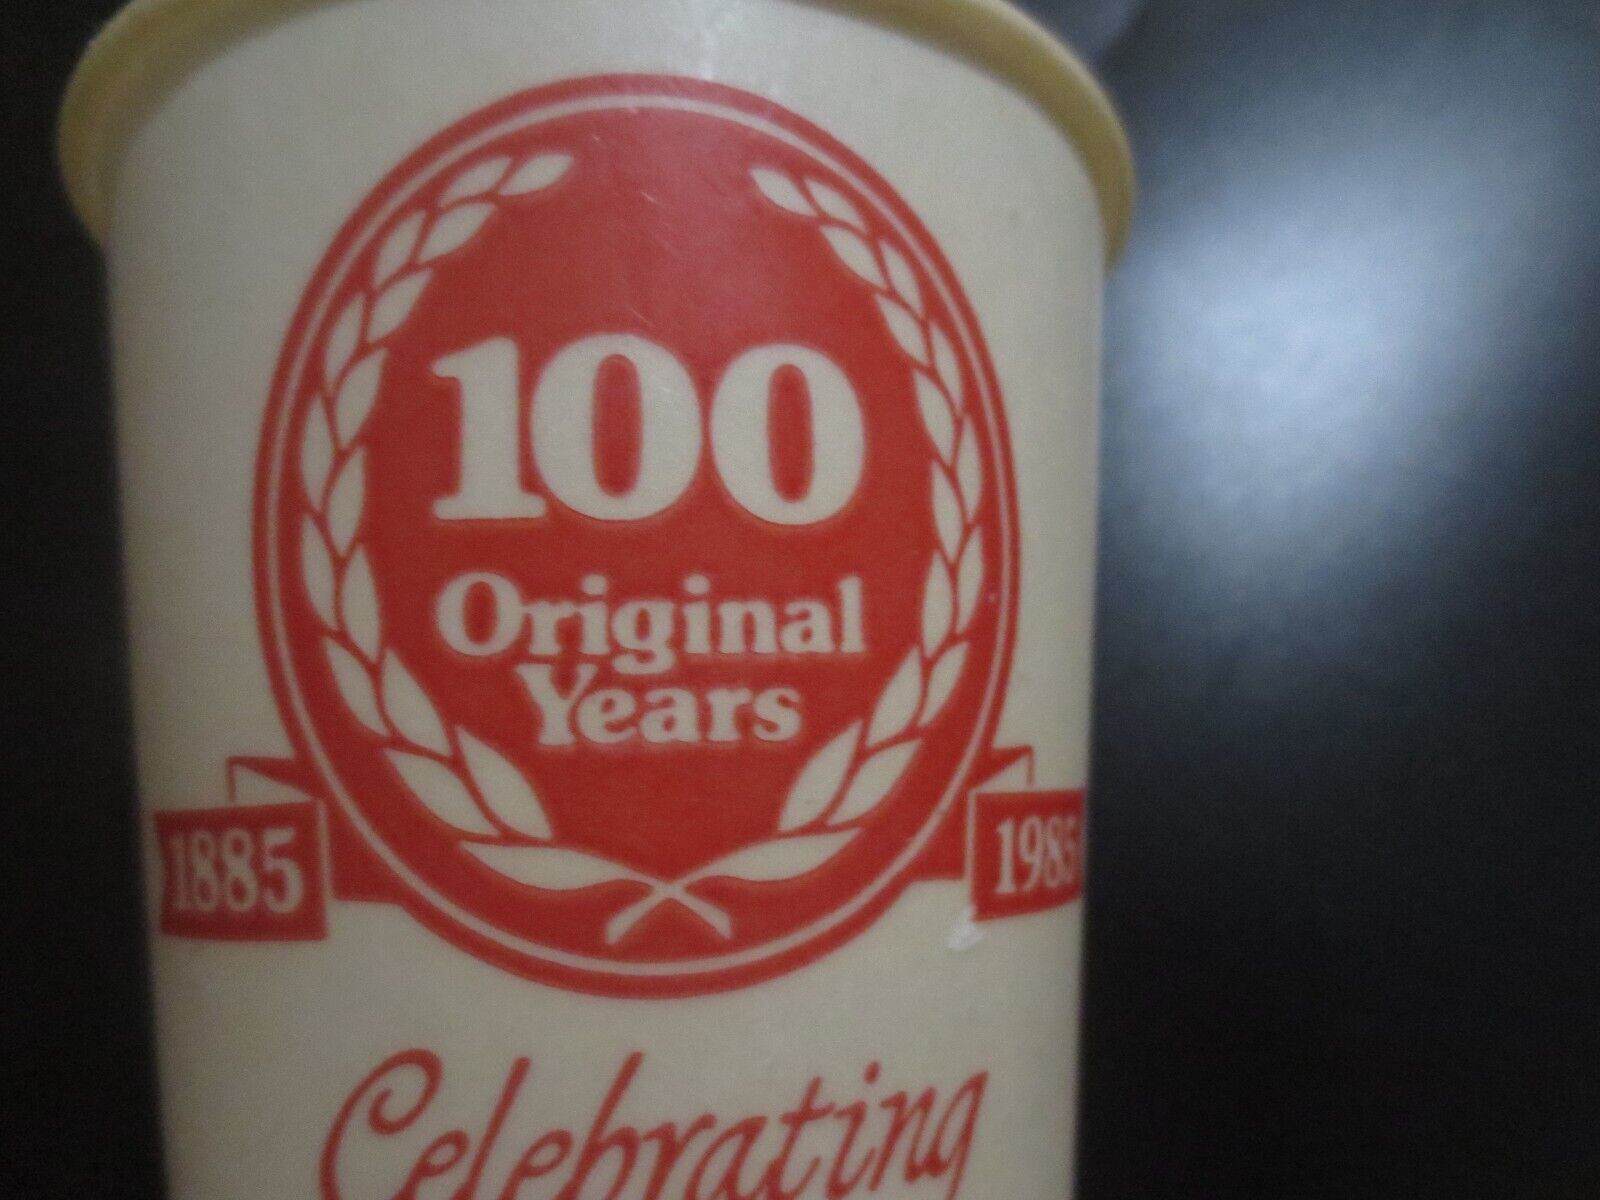 100
Original
Years
1885 1985
Celebrating